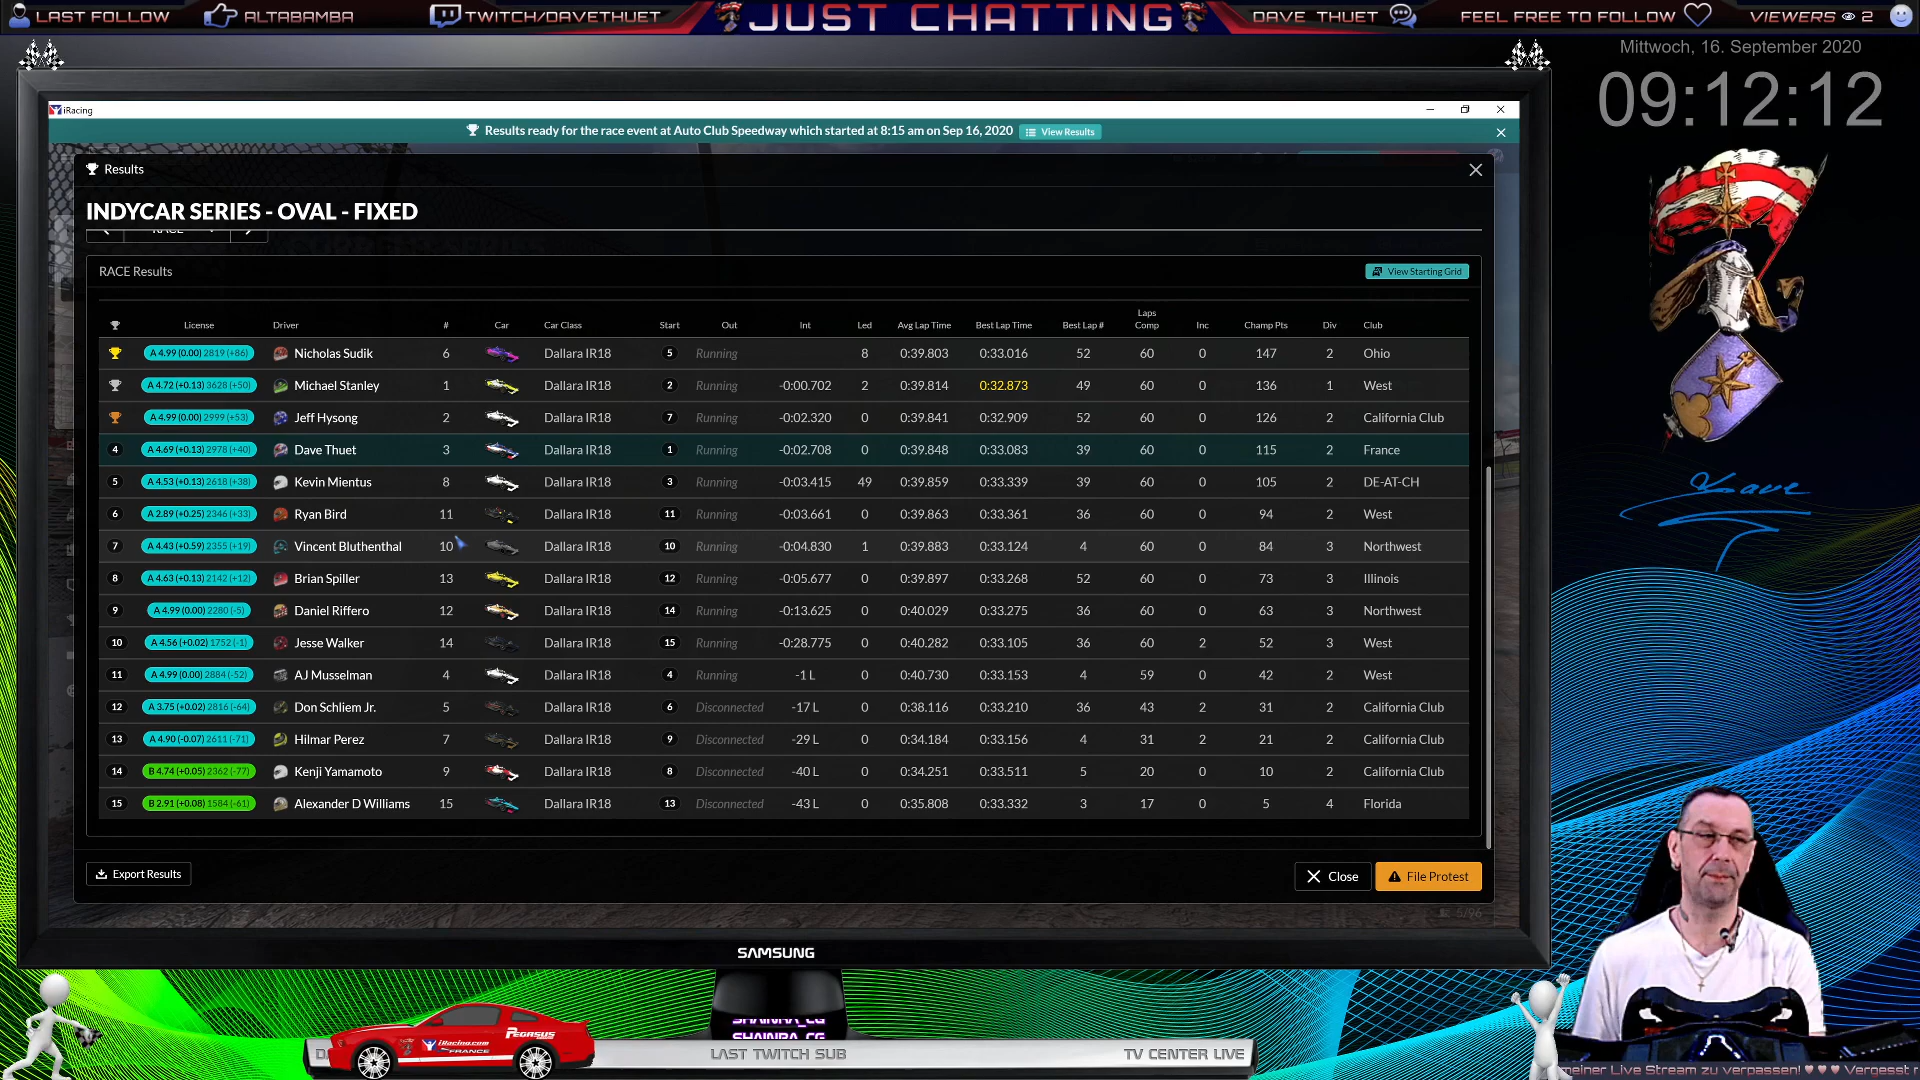 LAST FOLLOW ALTABAMBA TWITCH/DAVETHUET JUST CHATTING DAVE THUET FEEL FREE TO FOLLOW VIEWERS 2
Mittwoch, 16. September 2020
09:12:12
iRacing
Results ready for the race event at Auto Club Speedway which started at 8:15 am on Sep 16, 2020 View Results
Results
INDYCAR SERIES - OVAL - FIXED
RACE
RACE Results View Starting Grid
License Driver # Car Car Class Start Out Int Led Avg Lap Time Best Lap Time Best Lap # Laps Comp Inc Champ Pts Div Club
A 4.99 (0.00) 2819 (+86) Nicholas Sudik 6 Dallara IR18 5 Running 8 0:39.803 0:33.016 52 60 0 147 2 Ohio
A 4.72 (+0.13) 3628 (+50) Michael Stanley 1 Dallara IR18 2 Running -0:00.702 2 0:39.814 0:32.873 49 60 0 136 1 West
A 4.99 (0.00) 2999 (+53) Jeff Hysong 2 Dallara IR18 7 Running -0:02.320 0 0:39.841 0:32.909 52 60 0 126 2 California Club
4 A 4.69 (+0.13) 2978 (+40) Dave Thuet 3 Dallara IR18 1 Running -0:02.708 0 0:39.848 0:33.083 39 60 0 115 2 France
5 A 4.53 (+0.13) 2618 (+38) Kevin Mientus 8 Dallara IR18 3 Running -0:03.415 49 0:39.859 0:33.339 39 60 0 105 2 DE-AT-CH
6 A 2.89 (+0.25) 2346 (+33) Ryan Bird 11 Dallara IR18 11 Running -0:03.661 0 0:39.863 0:33.361 36 60 0 94 2 West
7 A 4.43 (+0.59) 2355 (+19) Vincent Bluthenthal 10 Dallara IR18 10 Running -0:04.830 1 0:39.883 0:33.124 4 60 0 84 3 Northwest
8 A 4.63 (+0.13) 2142 (+12) Brian Spiller 13 Dallara IR18 12 Running -0:05.677 0 0:39.897 0:33.268 52 60 0 73 3 Illinois
9 A 4.99 (0.00) 2280 (-5) Daniel Riffero 12 Dallara IR18 14 Running -0:13.625 0 0:40.029 0:33.275 36 60 0 63 3 Northwest
10 A 4.56 (+0.02) 1752 (-1) Jesse Walker 14 Dallara IR18 15 Running -0:28.775 0 0:40.282 0:33.105 36 60 2 52 3 West
11 A 4.99 (0.00) 2884 (-52) AJ Musselman 4 Dallara IR18 4 Running -1 L 0 0:40.730 0:33.153 4 59 0 42 2 West
12 A 3.75 (+0.02) 2816 (-64) Don Schliem Jr. 5 Dallara IR18 6 Disconnected -17 L 0 0:38.116 0:33.210 36 43 2 31 2 California Club
13 A 4.90 (-0.07) 2611 (-71) Hilmar Perez 7 Dallara IR18 9 Disconnected -29 L 0 0:34.184 0:33.156 4 31 2 21 2 California Club
14 B 4.74 (+0.05) 2362 (-77) Kenji Yamamoto 9 Dallara IR18 8 Disconnected -40 L 0 0:34.251 0:33.511 5 20 0 10 2 California Club
15 B 2.91 (+0.08) 1584 (-61) Alexander D Williams 15 Dallara IR18 13 Disconnected -43 L 0 0:35.808 0:33.332 3 17 0 5 4 Florida
Export Results Close File Protest
5/96
SAMSUNG
PEGASUS
iRacing.com
FRANCE
LAST TWITCH SUB TV CENTER LIVE
meiner Live Stream zu verpassen! ♥ ♥ ♥ Vergesst